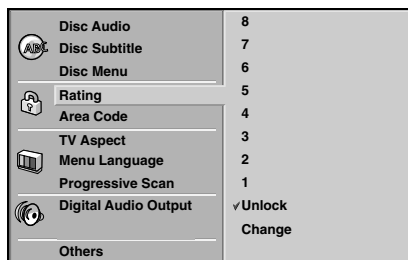 Disc Audio
Disc Subtitle
Disc Menu
Rating
Area Code
TV Aspect
Menu Language
Progressive Scan
Digital Audio Output
Others
8
7
6
5
4
3
2
1
Unlock
Change
ABC